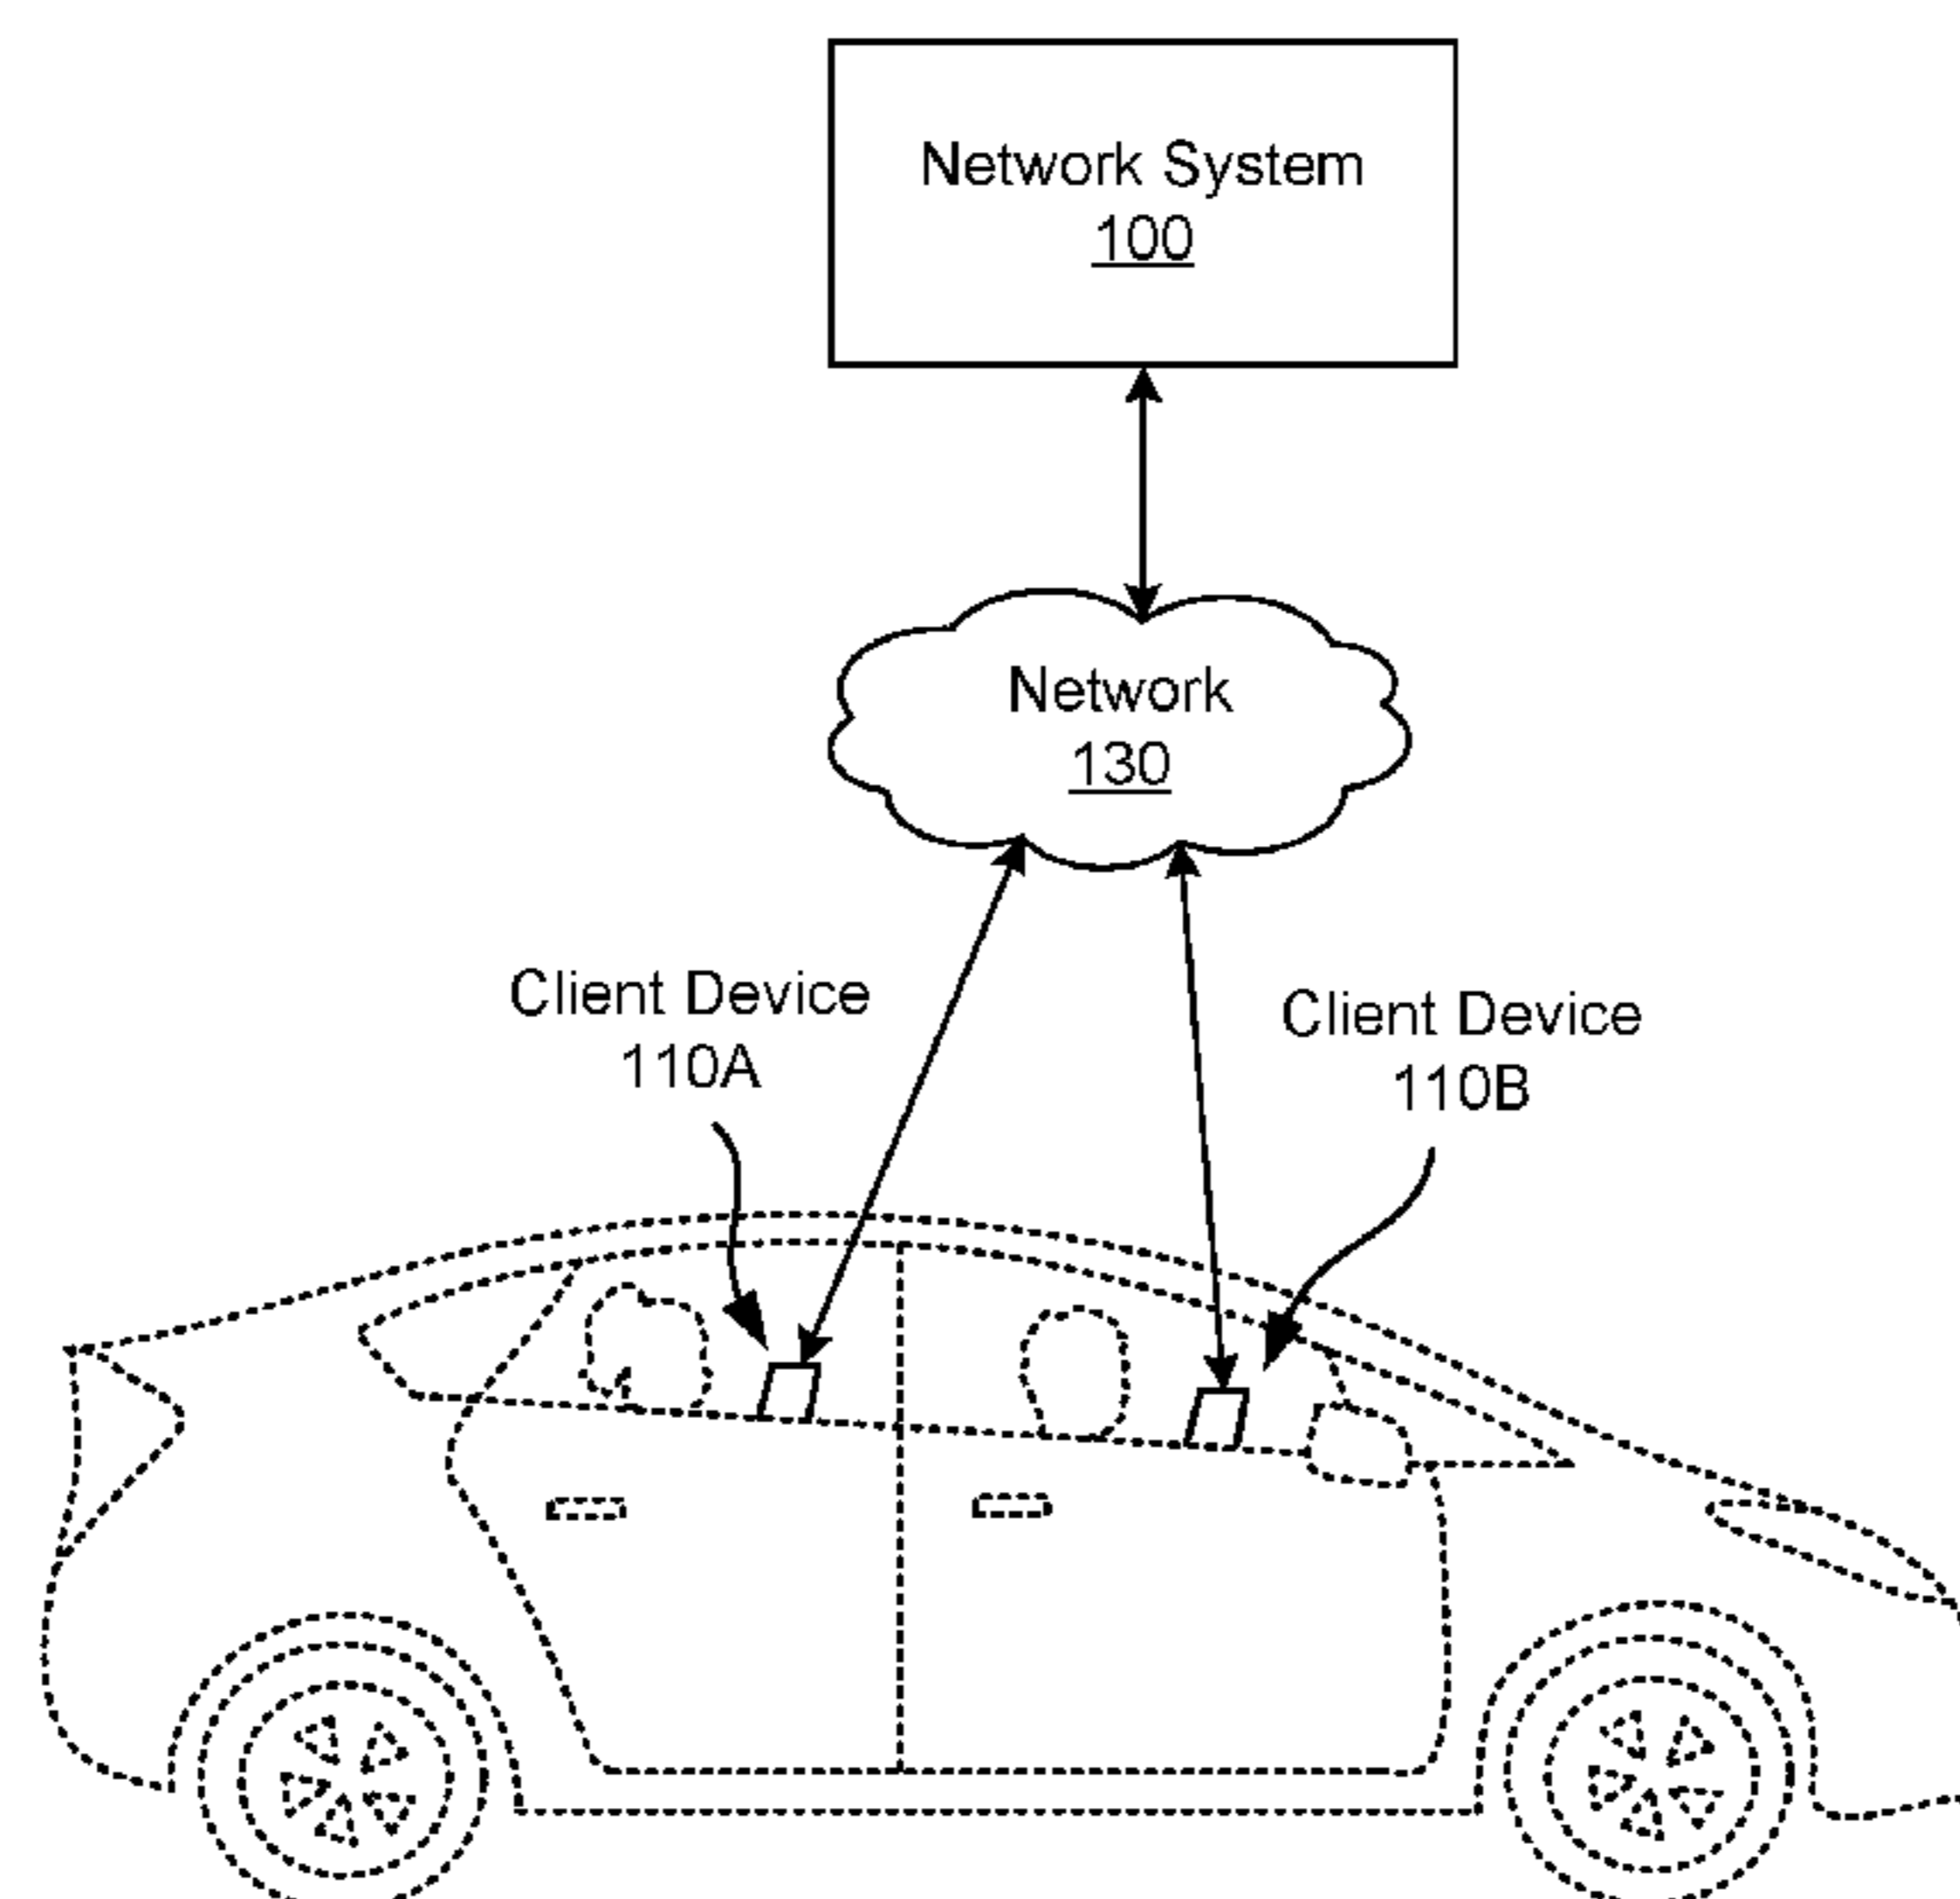 Network System
100
Network
130
Client Device
110A
Client Device
110B